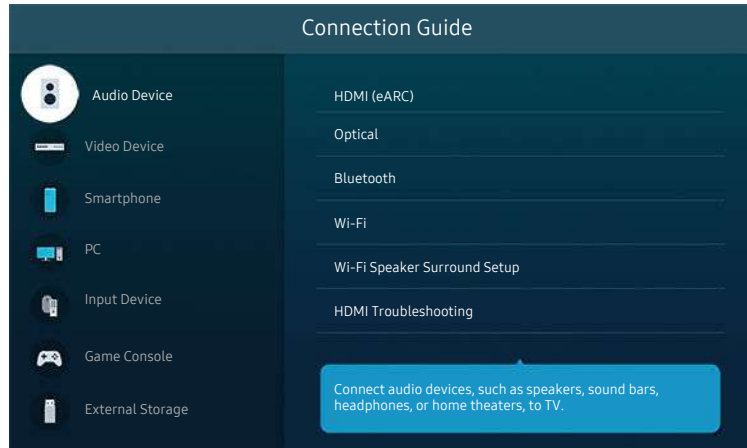 Connection Guide
Audio Device
Video Device
Smartphone
PC
Input Device
Game Console
External Storage
HDMI (eARC)
Optical
Bluetooth
Wi-Fi
Wi-Fi Speaker Surround Setup
HDMI Troubleshooting
Connect audio devices, such as speakers, sound bars,
headphones, or home theaters, to TV.